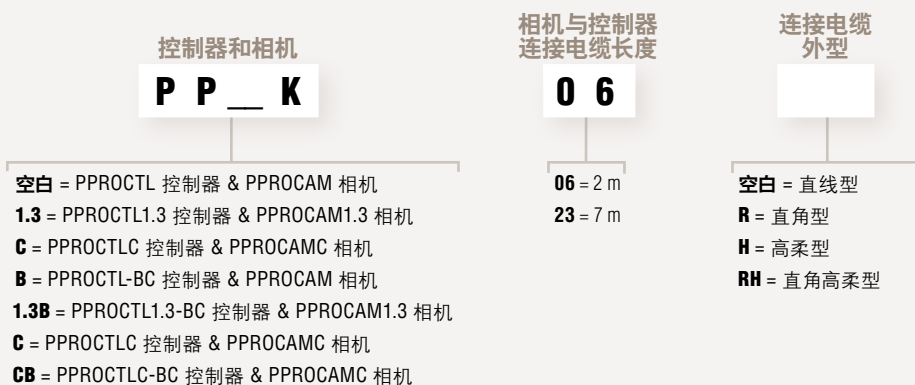 控制器和相机
P P __ K
空白 = PPROCTL 控制器 & PPROCAM 相机
1.3 = PPROCTL1.3 控制器 & PPROCAM1.3 相机
C = PPROCTLC 控制器 & PPROCAMC 相机
B = PPROCTL-BC 控制器 & PPROCAM 相机
1.3B = PPROCTL1.3-BC 控制器 & PPROCAM1.3 相机
C = PPROCTLC 控制器 & PPROCAMC 相机
CB = PPROCTLC-BC 控制器 & PPROCAMC 相机
相机与控制器
连接电缆长度
0 6
06 = 2 m
23 = 7 m
连接电缆
外型
空白 = 直线型
R = 直角型
H = 高柔型
RH = 直角高柔型